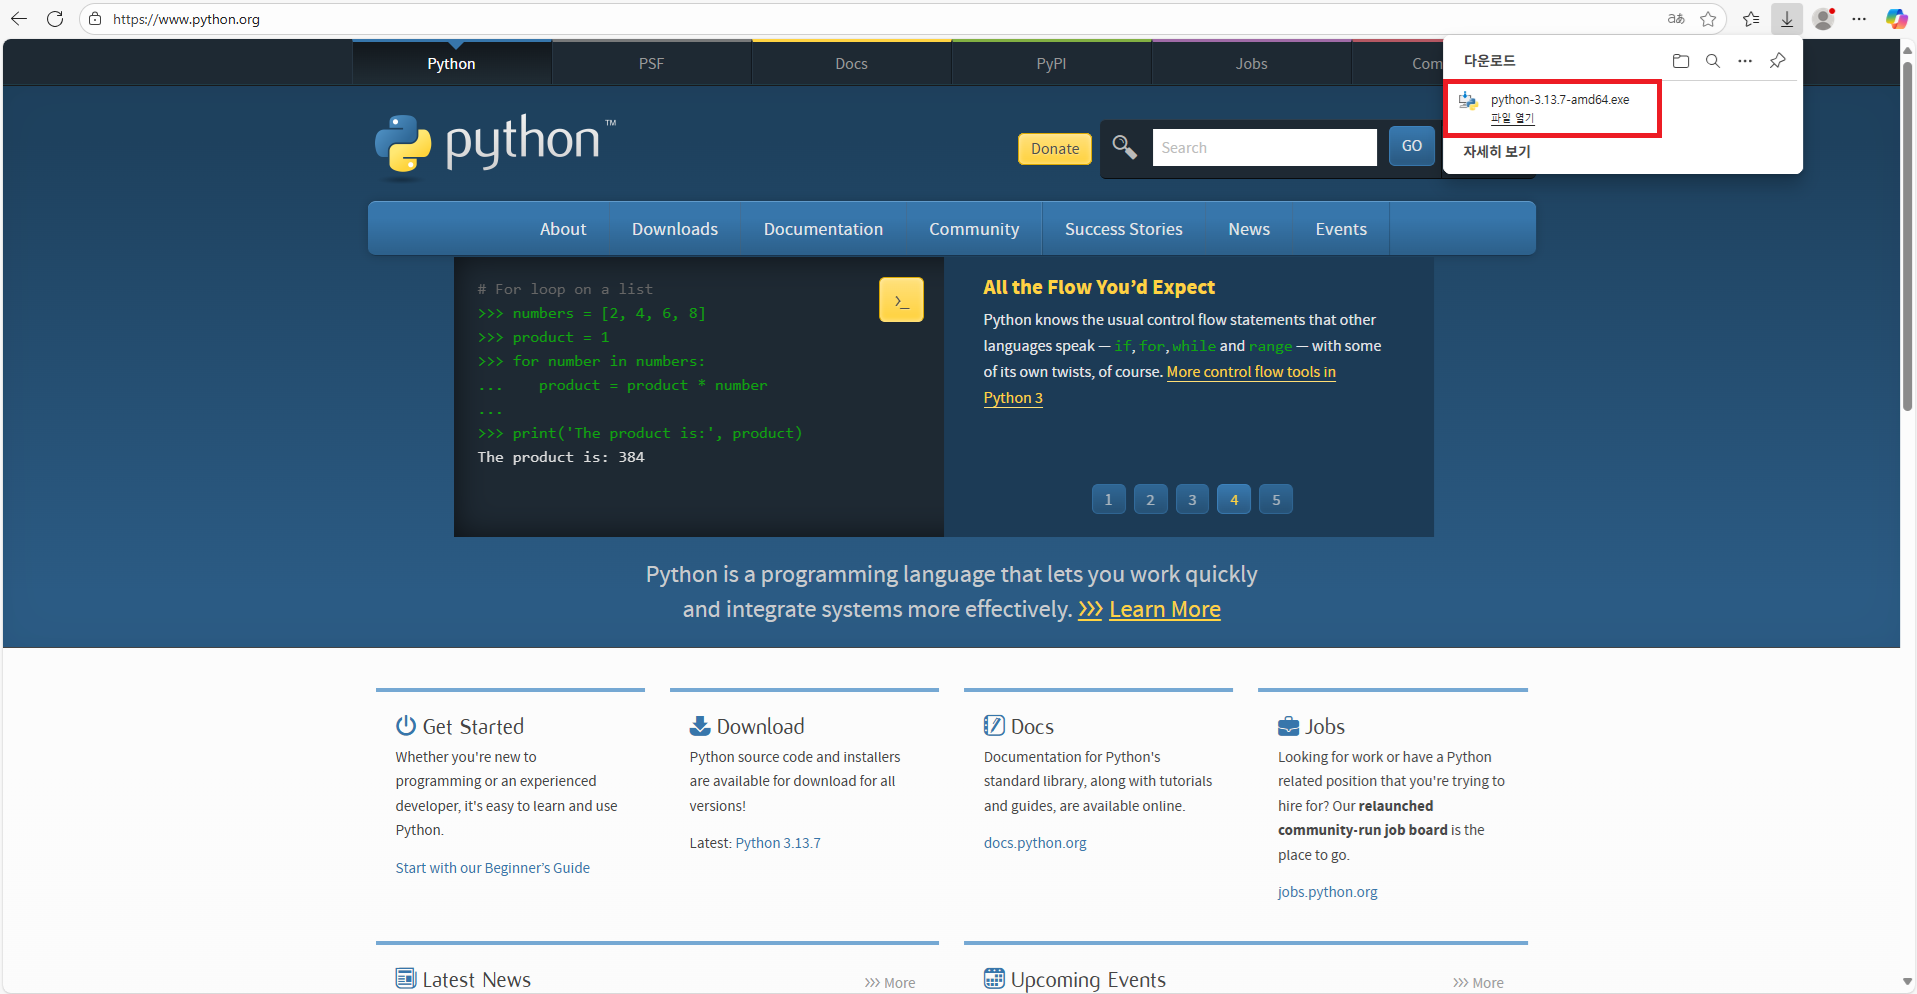 https://www.python.org
aあ
Python
PSF
Docs
PyPI
Jobs
Com
다운로드
python-3.13.7-amd64.exe
파일 열기
자세히 보기
python™
Donate
Search
GO
About
Downloads
Documentation
Community
Success Stories
News
Events
# For loop on a list
>>> numbers = [2, 4, 6, 8]
>>> product = 1
>>> for number in numbers:
...    product = product * number
...
>>> print('The product is:', product)
The product is: 384
>_
All the Flow You’d Expect
Python knows the usual control flow statements that other
languages speak — if, for, while and range — with some
of its own twists, of course. More control flow tools in
Python 3
1
2
3
4
5
Python is a programming language that lets you work quickly
and integrate systems more effectively. >>> Learn More
Get Started
Whether you're new to
programming or an experienced
developer, it's easy to learn and use
Python.
Start with our Beginner’s Guide
Download
Python source code and installers
are available for download for all
versions!
Latest: Python 3.13.7
Docs
Documentation for Python's
standard library, along with tutorials
and guides, are available online.
docs.python.org
Jobs
Looking for work or have a Python
related position that you're trying to
hire for? Our relaunched
community-run job board is the
place to go.
jobs.python.org
Latest News
>>> More
Upcoming Events
>>> More